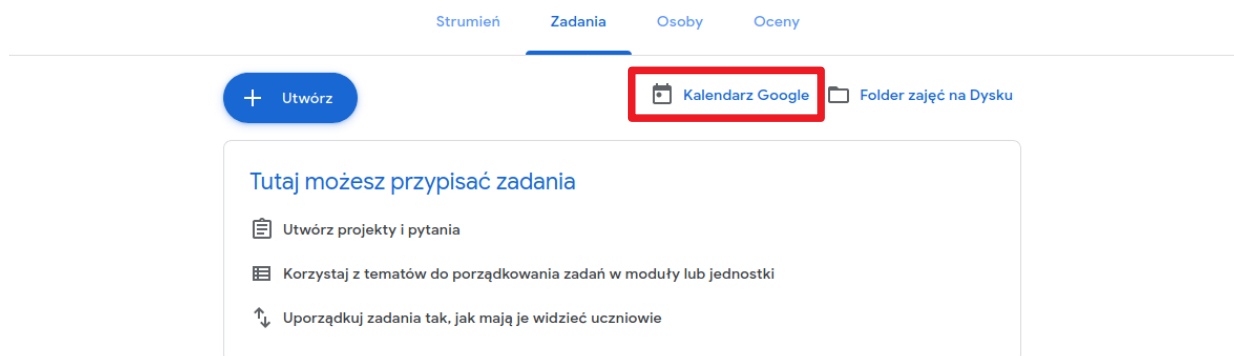 Strumień Zadania Osoby Oceny
Utwórz Kalendarz Google Folder zajęć na Dysku
Tutaj możesz przypisać zadania
Utwórz projekty i pytania
Korzystaj z tematów do porządkowania zadań w moduły lub jednostki
Uporządkuj zadania tak, jak mają je widzieć uczniowie